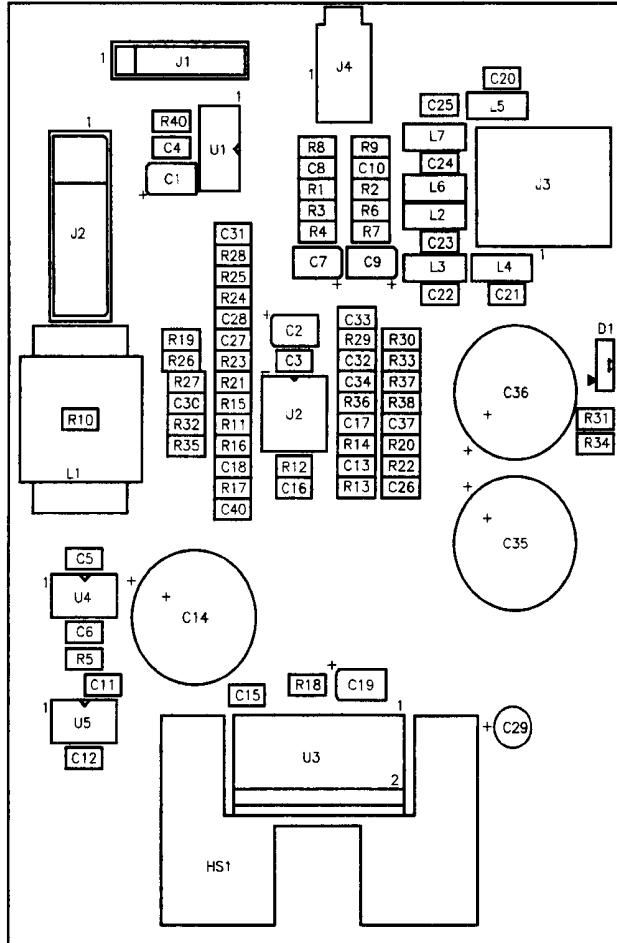 J1
1
J4
1
C20
C25
L5
R40
1
L7
C4
U1
R8
R9
C24
C1
+
C8
C10
J3
1
R1
R2
L6
R3
R6
L2
J2
R4
R7
C31
C23
1
R28
C7
C9
L3
L4
+
+
R25
C22
C21
R24
+
C33
C28
C2
D1
R19
C27
R29
R30
R26
R23
C3
C32
R33
C36
R27
R21
C34
R37
+
R10
C30
R15
J2
R36
R38
R31
R32
R11
C17
C37
+
R34
R35
R16
R14
R20
L1
C18
R12
C13
R22
+
R17
C16
R13
C26
+
C40
C35
C5
1
U4
+
+
C14
C6
R5
C11
+
R18
C19
C15
1
1
U5
+
C29
U3
C12
2
HS1